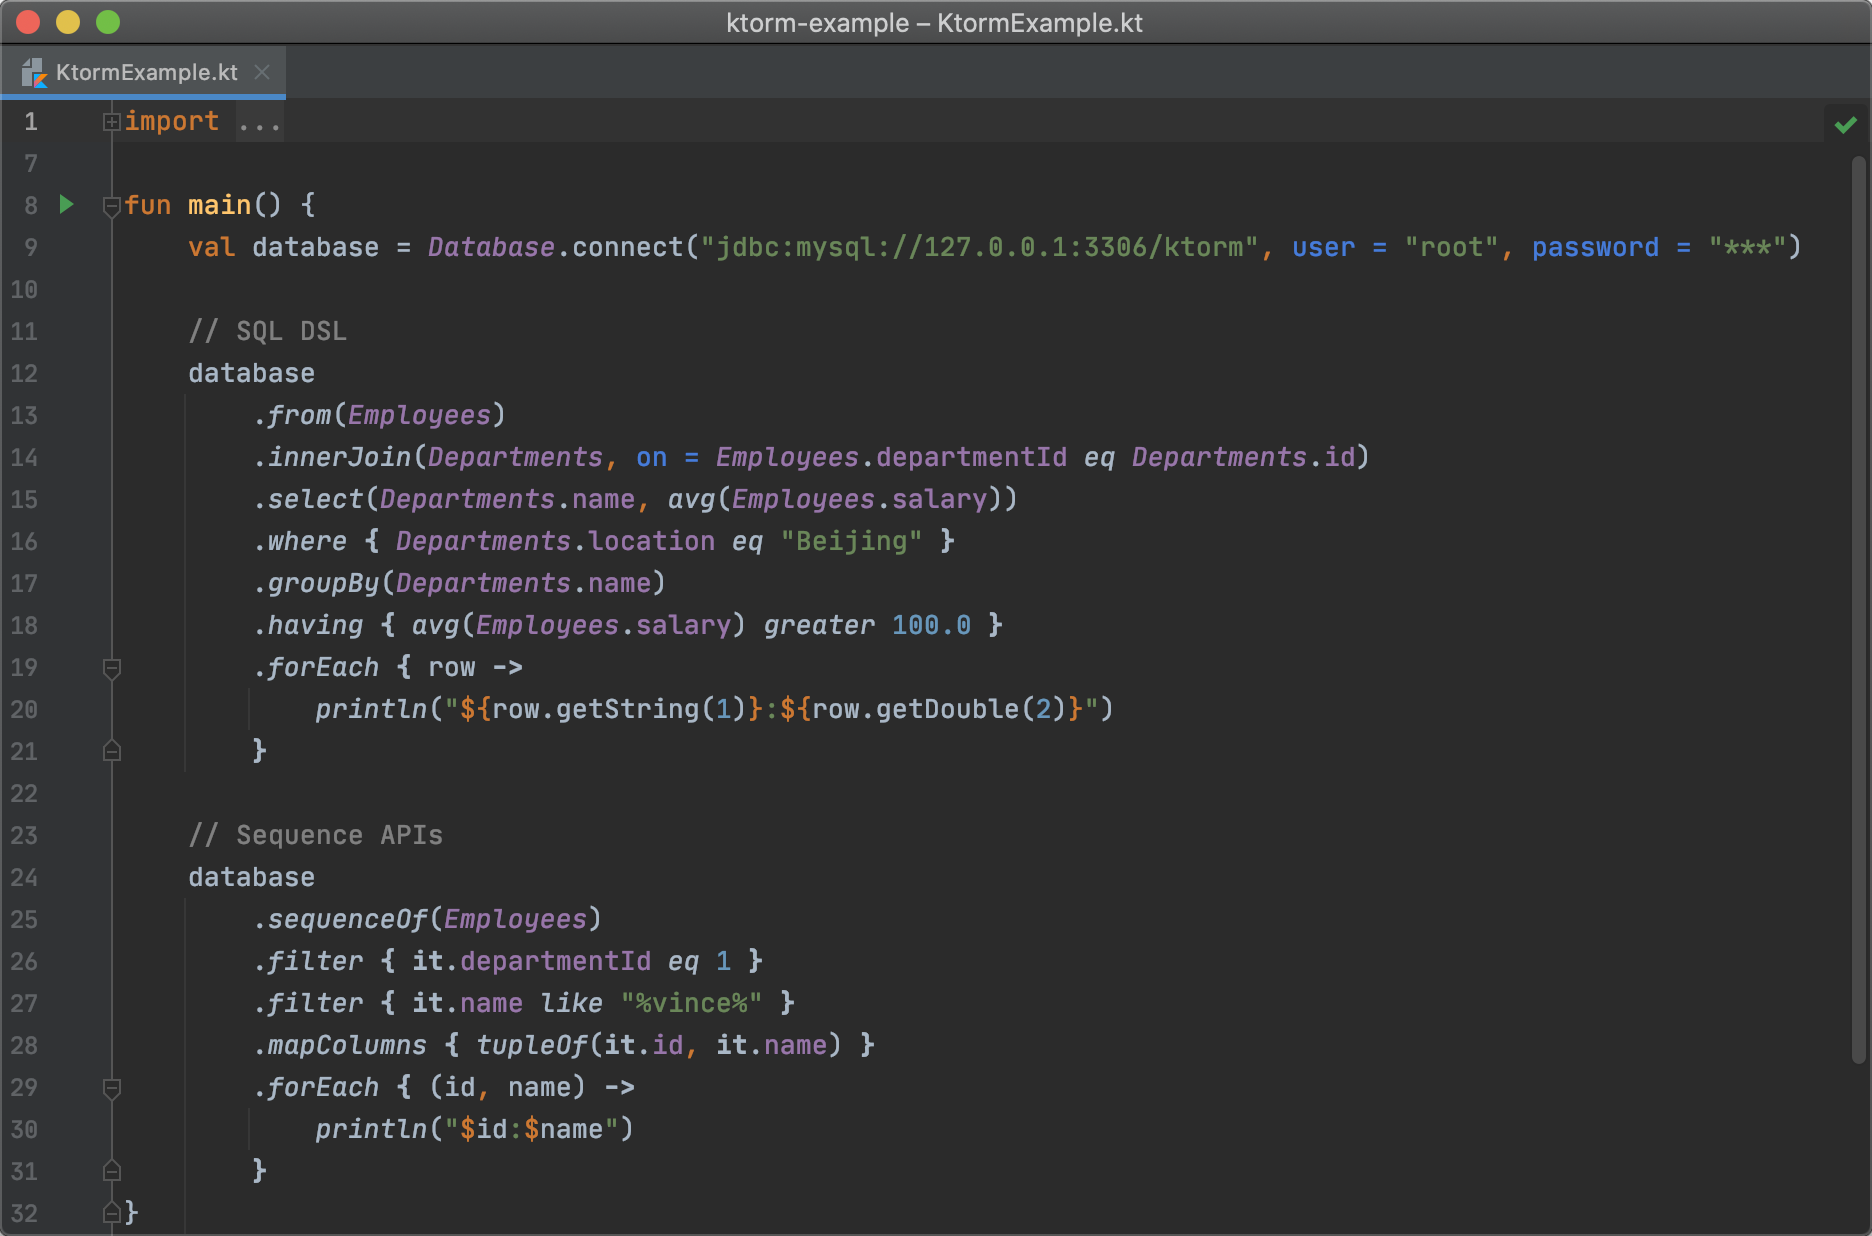 ktorm-example – KtormExample.kt
KtormExample.kt
1 import ...
7
8 fun main() {
9     val database = Database.connect("jdbc:mysql://127.0.0.1:3306/ktorm", user = "root", password = "***")
10
11     // SQL DSL
12     database
13         .from(Employees)
14         .innerJoin(Departments, on = Employees.departmentId eq Departments.id)
15         .select(Departments.name, avg(Employees.salary))
16         .where { Departments.location eq "Beijing" }
17         .groupBy(Departments.name)
18         .having { avg(Employees.salary) greater 100.0 }
19         .forEach { row ->
20             println("${row.getString(1)}:${row.getDouble(2)}")
21         }
22
23     // Sequence APIs
24     database
25         .sequenceOf(Employees)
26         .filter { it.departmentId eq 1 }
27         .filter { it.name like "%vince%" }
28         .mapColumns { tupleOf(it.id, it.name) }
29         .forEach { (id, name) ->
30             println("$id:$name")
31         }
32 }